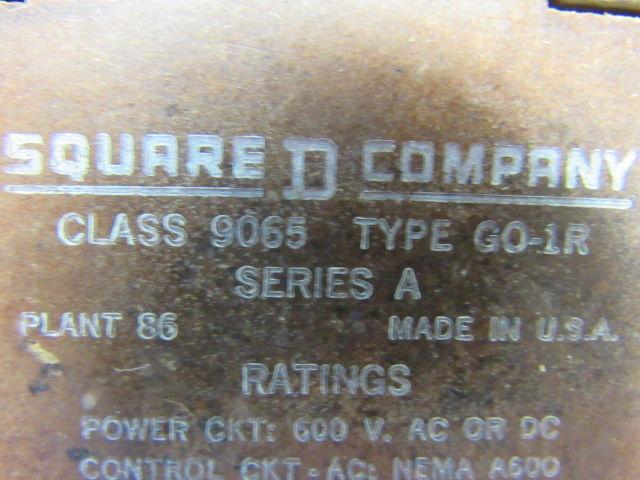 SQUARE D COMPANY
CLASS 9065 TYPE GO-1R
SERIES A
PLANT 86 MADE IN U.S.A.
RATINGS
POWER CKT: 600 V. AC OR DC
CONTROL CKT - AC: NEMA A600